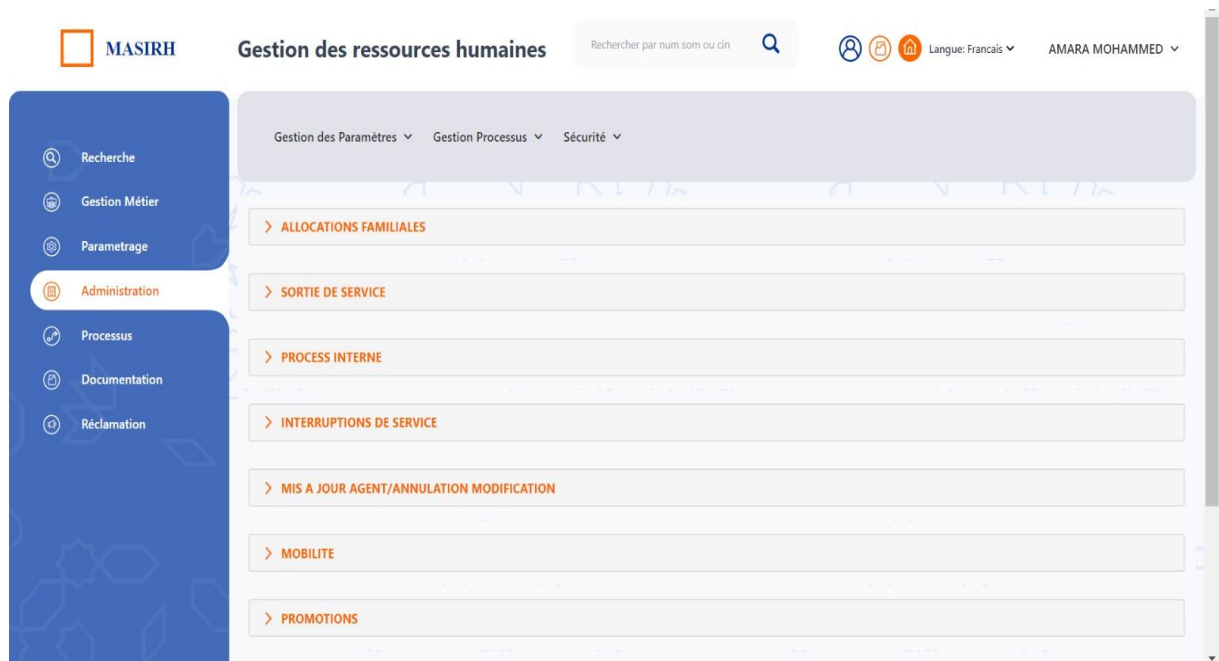 MASIRH
Gestion des ressources humaines
Rechercher par num som ou cin
Langue: Francais
AMARA MOHAMMED
Gestion des Paramètres
Gestion Processus
Sécurité
Recherche
Gestion Métier
Parametrage
Administration
Processus
Documentation
Réclamation
ALLOCATIONS FAMILIALES
SORTIE DE SERVICE
PROCESS INTERNE
INTERRUPTIONS DE SERVICE
MIS A JOUR AGENT/ANNULATION MODIFICATION
MOBILITE
PROMOTIONS